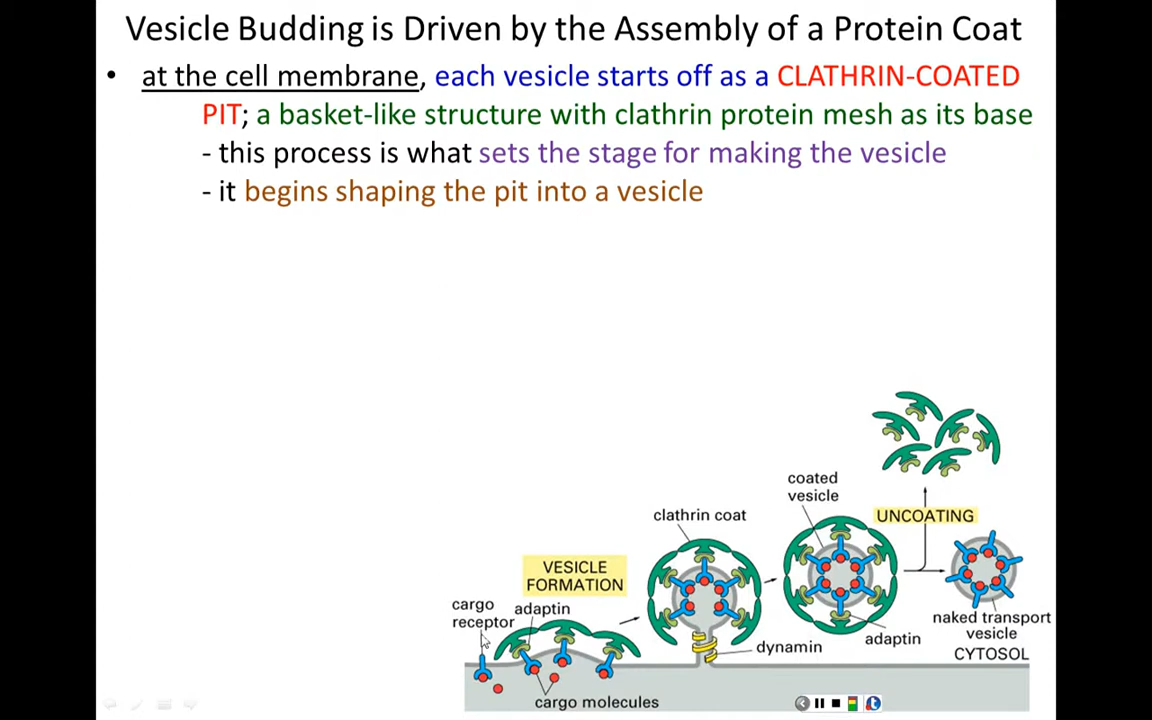 Vesicle Budding is Driven by the Assembly of a Protein Coat
• at the cell membrane, each vesicle starts off as a CLATHRIN-COATED
PIT; a basket-like structure with clathrin protein mesh as its base
- this process is what sets the stage for making the vesicle
- it begins shaping the pit into a vesicle
coated
vesicle
clathrin coat
UNCOATING
VESICLE
FORMATION
cargo
receptor
adaptin
naked transport
vesicle
CYTOSOL
adaptin
dynamin
cargo molecules